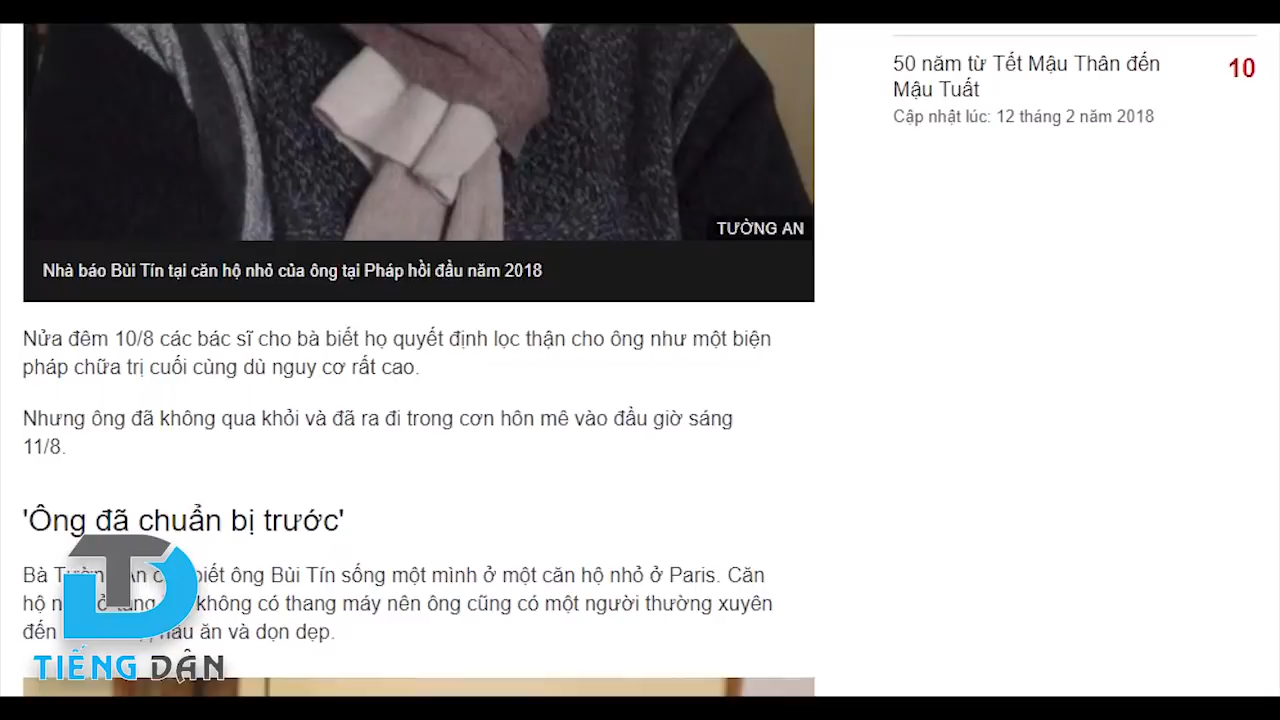 50 năm từ Tết Mậu Thân đến
Mậu Tuất
10
Cập nhật lúc: 12 tháng 2 năm 2018
TƯỜNG AN
Nhà báo Bùi Tín tại căn hộ nhỏ của ông tại Pháp hồi đầu năm 2018
Nửa đêm 10/8 các bác sĩ cho bà biết họ quyết định lọc thận cho ông như một biện
pháp chữa trị cuối cùng dù nguy cơ rất cao.
Nhưng ông đã không qua khỏi và đã ra đi trong cơn hôn mê vào đầu giờ sáng
11/8.
'Ông đã chuẩn bị trước'
Bà An biết ông Bùi Tín sống một mình ở một căn hộ nhỏ ở Paris. Căn
hộ ở không có thang máy nên ông cũng có một người thường xuyên
đến nấu ăn và dọn dẹp.
TD
TIẾNG DÂN